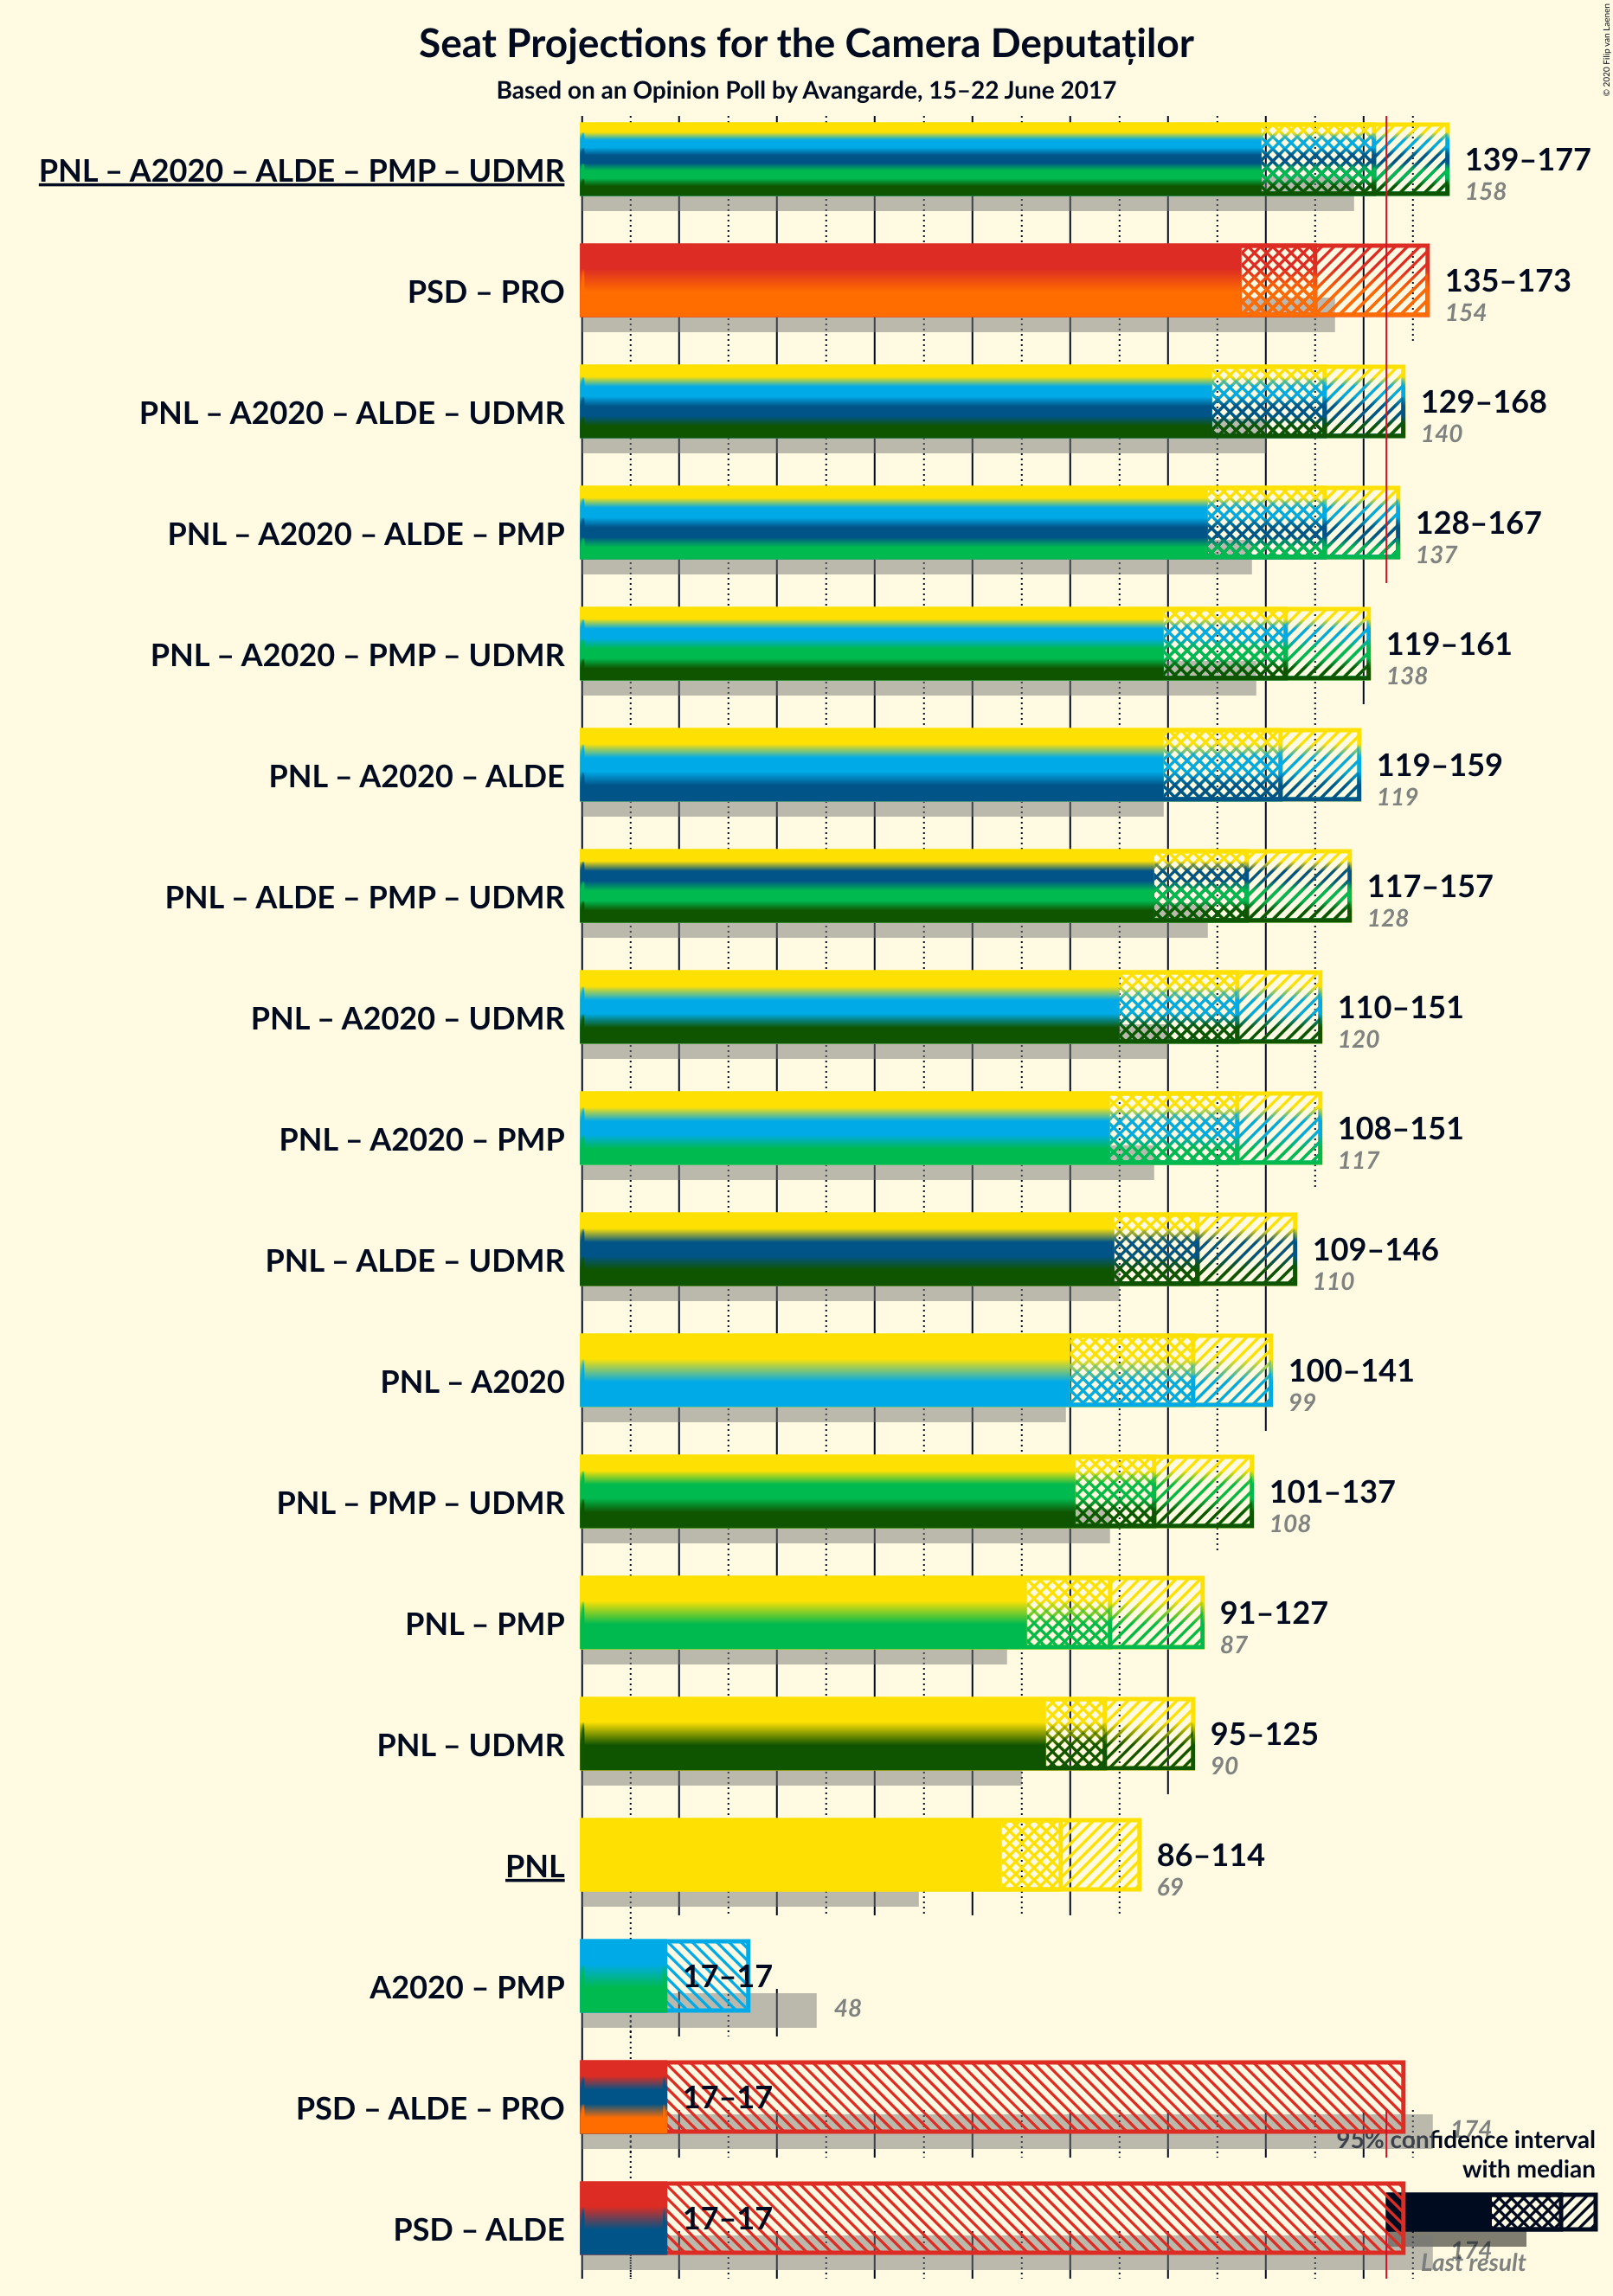 Seat Projections for the Camera Deputaților
Based on an Opinion Poll by Avangarde, 15–22 June 2017
© 2020 Filip van Laenen
PNL – A2020 – ALDE – PMP – UDMR
139–177
158
PSD – PRO
135–173
154
PNL – A2020 – ALDE – UDMR
129–168
140
PNL – A2020 – ALDE – PMP
128–167
137
PNL – A2020 – PMP – UDMR
119–161
138
PNL – A2020 – ALDE
119–159
119
PNL – ALDE – PMP – UDMR
117–157
128
PNL – A2020 – UDMR
110–151
120
PNL – A2020 – PMP
108–151
117
PNL – ALDE – UDMR
109–146
110
PNL – A2020
100–141
99
PNL – PMP – UDMR
101–137
108
PNL – PMP
91–127
87
PNL – UDMR
95–125
90
PNL
86–114
69
A2020 – PMP
17–17
48
PSD – ALDE – PRO
17–17
174
95% confidence interval
with median
PSD – ALDE
17–17
174
Last result